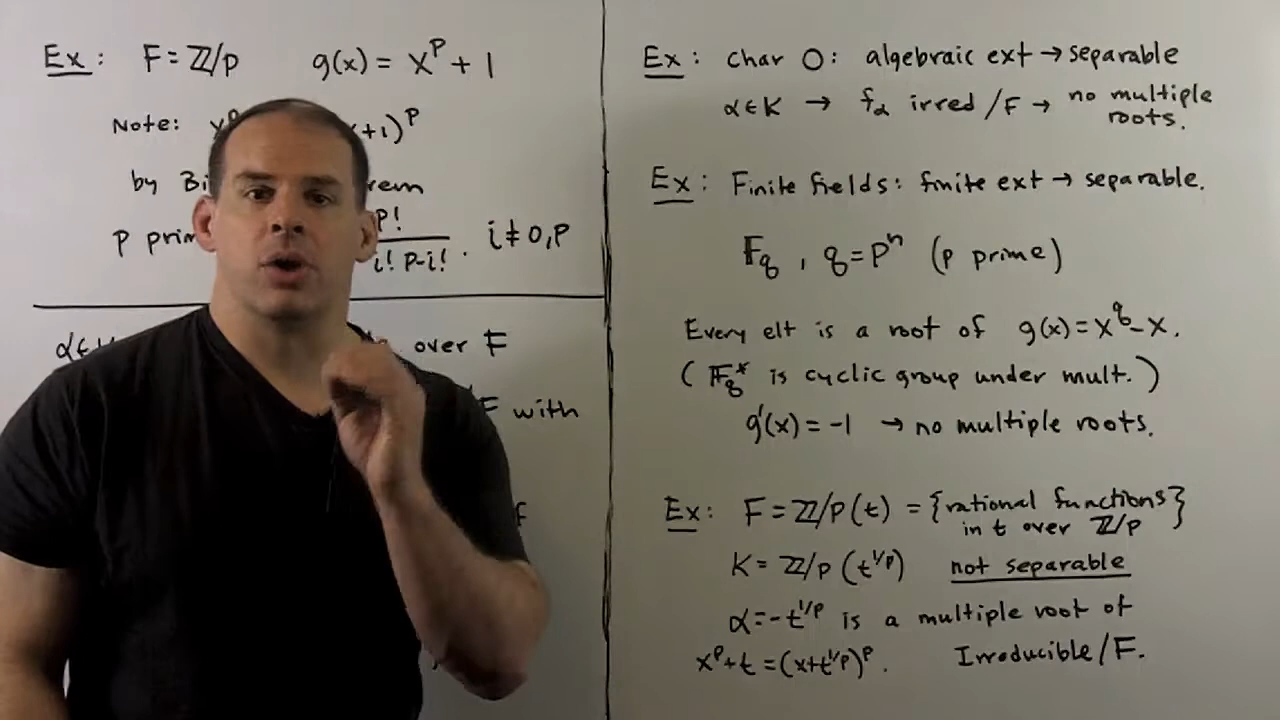 Ex: F = ℤ/p g(x) = x^p + 1
Note: x^p +1)^p
by Bi rem
p prim p!/i! p-i! . i ≠ 0, p
α ∈ over F
F with
Ex: char 0: algebraic ext → separable
α ∈ K → f_α irred /F → no multiple
roots.
Ex: Finite fields: finite ext → separable.
𝔽_q , q = p^n (p prime)
Every elt is a root of g(x) = x^q - x.
( 𝔽_q^* is cyclic group under mult. )
g'(x) = -1 → no multiple roots.
Ex: F = ℤ/p (t) = {rational functions}
in t over ℤ/p
K = ℤ/p (t^{1/p}) not separable
α = -t^{1/p} is a multiple root of
x^p + t = (x + t^{1/p})^p . Irreducible /F.